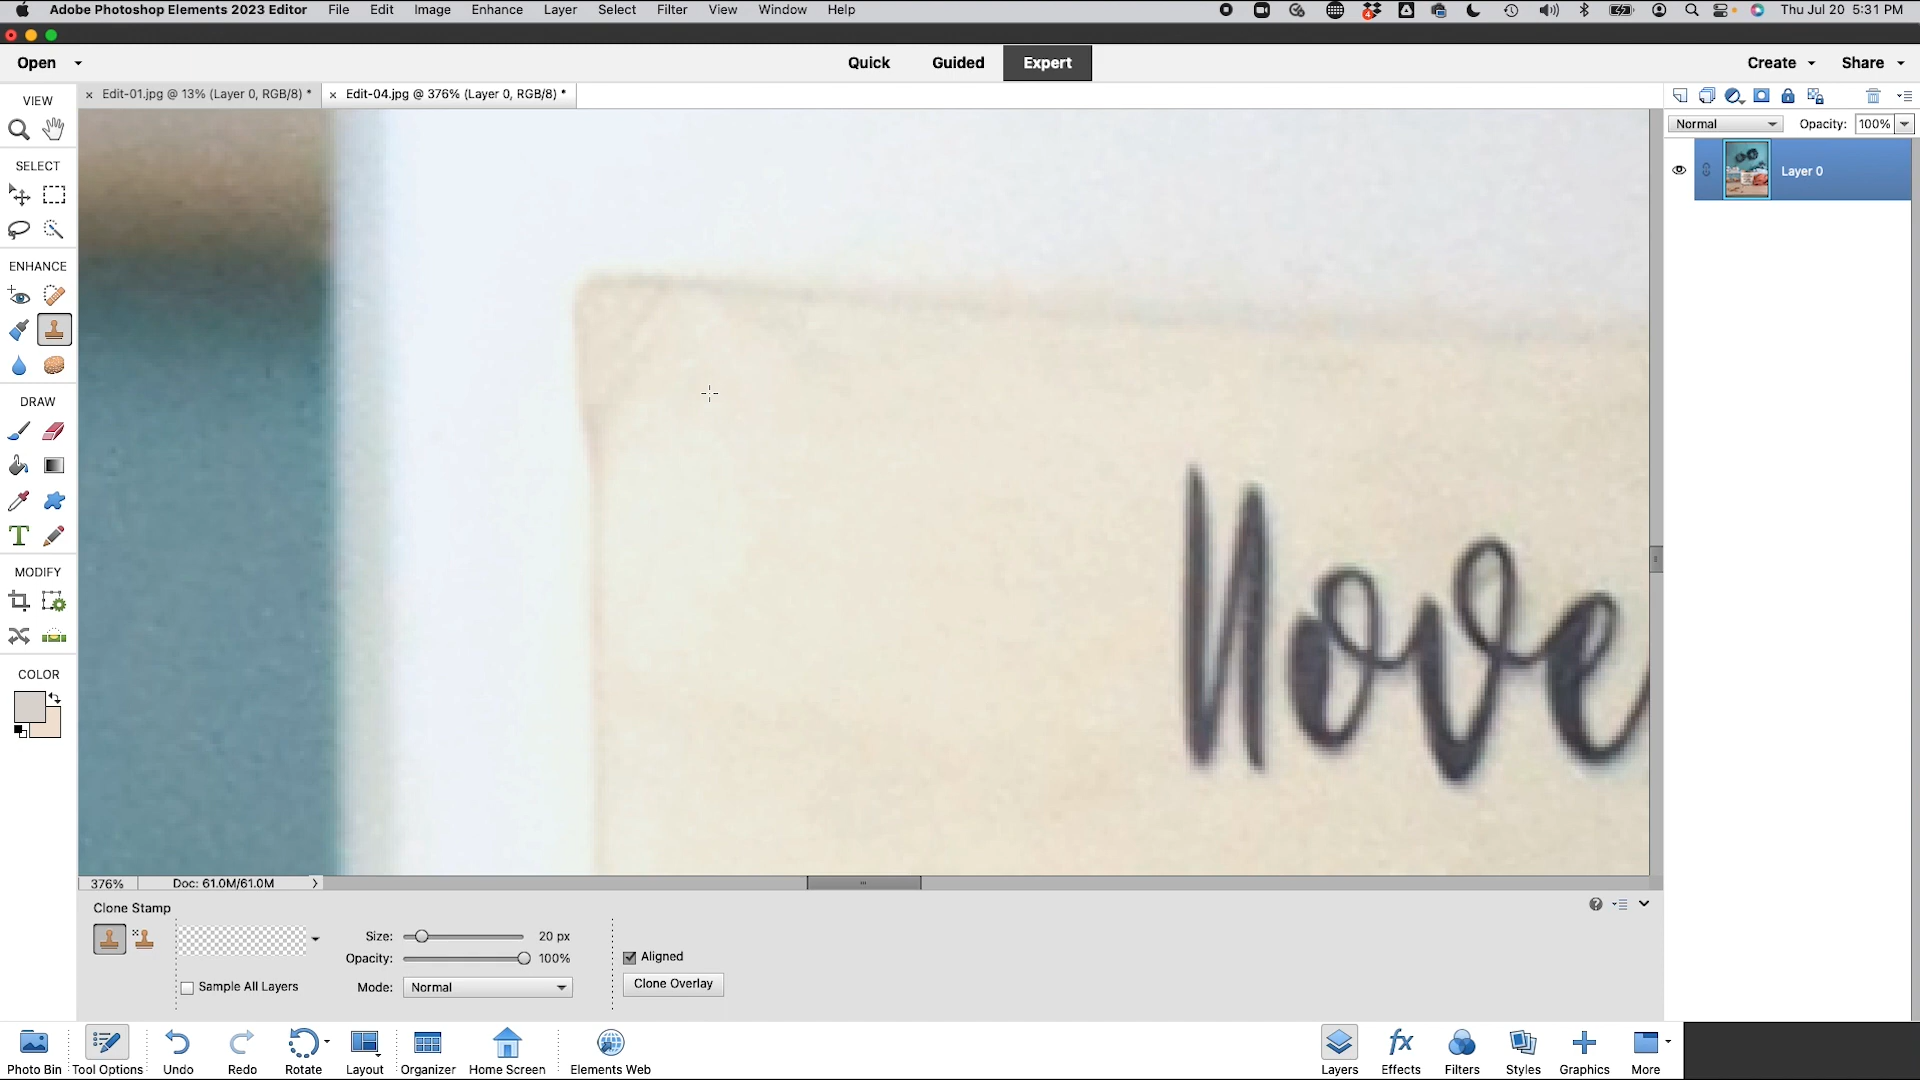 Adobe Photoshop Elements 2023 Editor File Edit Image Enhance Layer Select Filter View Window Help 4 Thu Jul 20 5:31 PM
Open Quick Guided Expert Create Share
VIEW × Edit-01.jpg @ 13% (Layer 0, RGB/8) * × Edit-04.jpg @ 376% (Layer 0, RGB/8) *
Normal Opacity: 100%
SELECT
Layer 0
ENHANCE
DRAW
T
MODIFY
COLOR
Nove
376% Doc: 61.0M/61.0M >
Clone Stamp
Size: 20 px
Opacity: 100%
Aligned
Sample All Layers Mode: Normal Clone Overlay
Photo Bin Tool Options Undo Redo Rotate Layout Organizer Home Screen Elements Web fx Layers Effects Filters Styles Graphics More